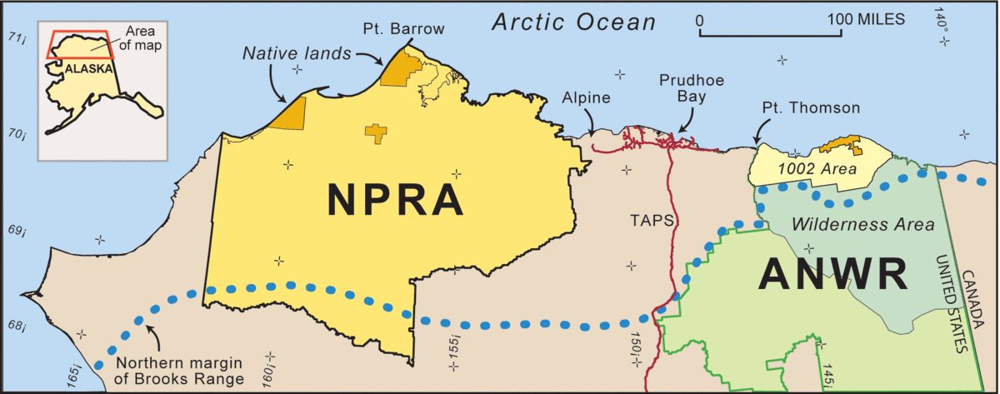 Arctic Ocean
0 100 MILES
140°
71¡
Area
of map
ALASKA
Pt. Barrow
Native lands
Alpine
Prudhoe
Bay
Pt. Thomson
70¡
1002 Area
NPRA
TAPS
Wilderness Area
69¡
ANWR
CANADA
UNITED STATES
68¡
Northern margin
of Brooks Range
165¡
160¡
155¡
150¡
145¡